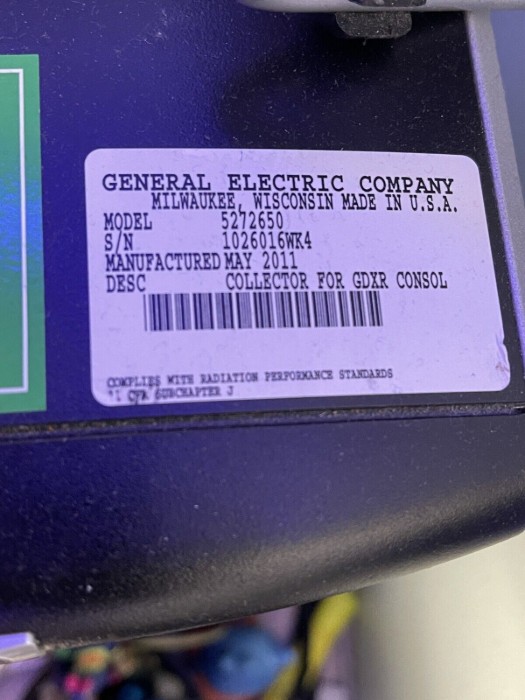 GENERAL ELECTRIC COMPANY
MILWAUKEE, WISCONSIN MADE IN U.S.A.
MODEL 5272650
S/N 1026016WK4
MANUFACTURED MAY 2011
DESC COLLECTOR FOR GDXR CONSOL
COMPLIES WITH RADIATION PERFORMANCE STANDARDS
CFR SUBCHAPTER J